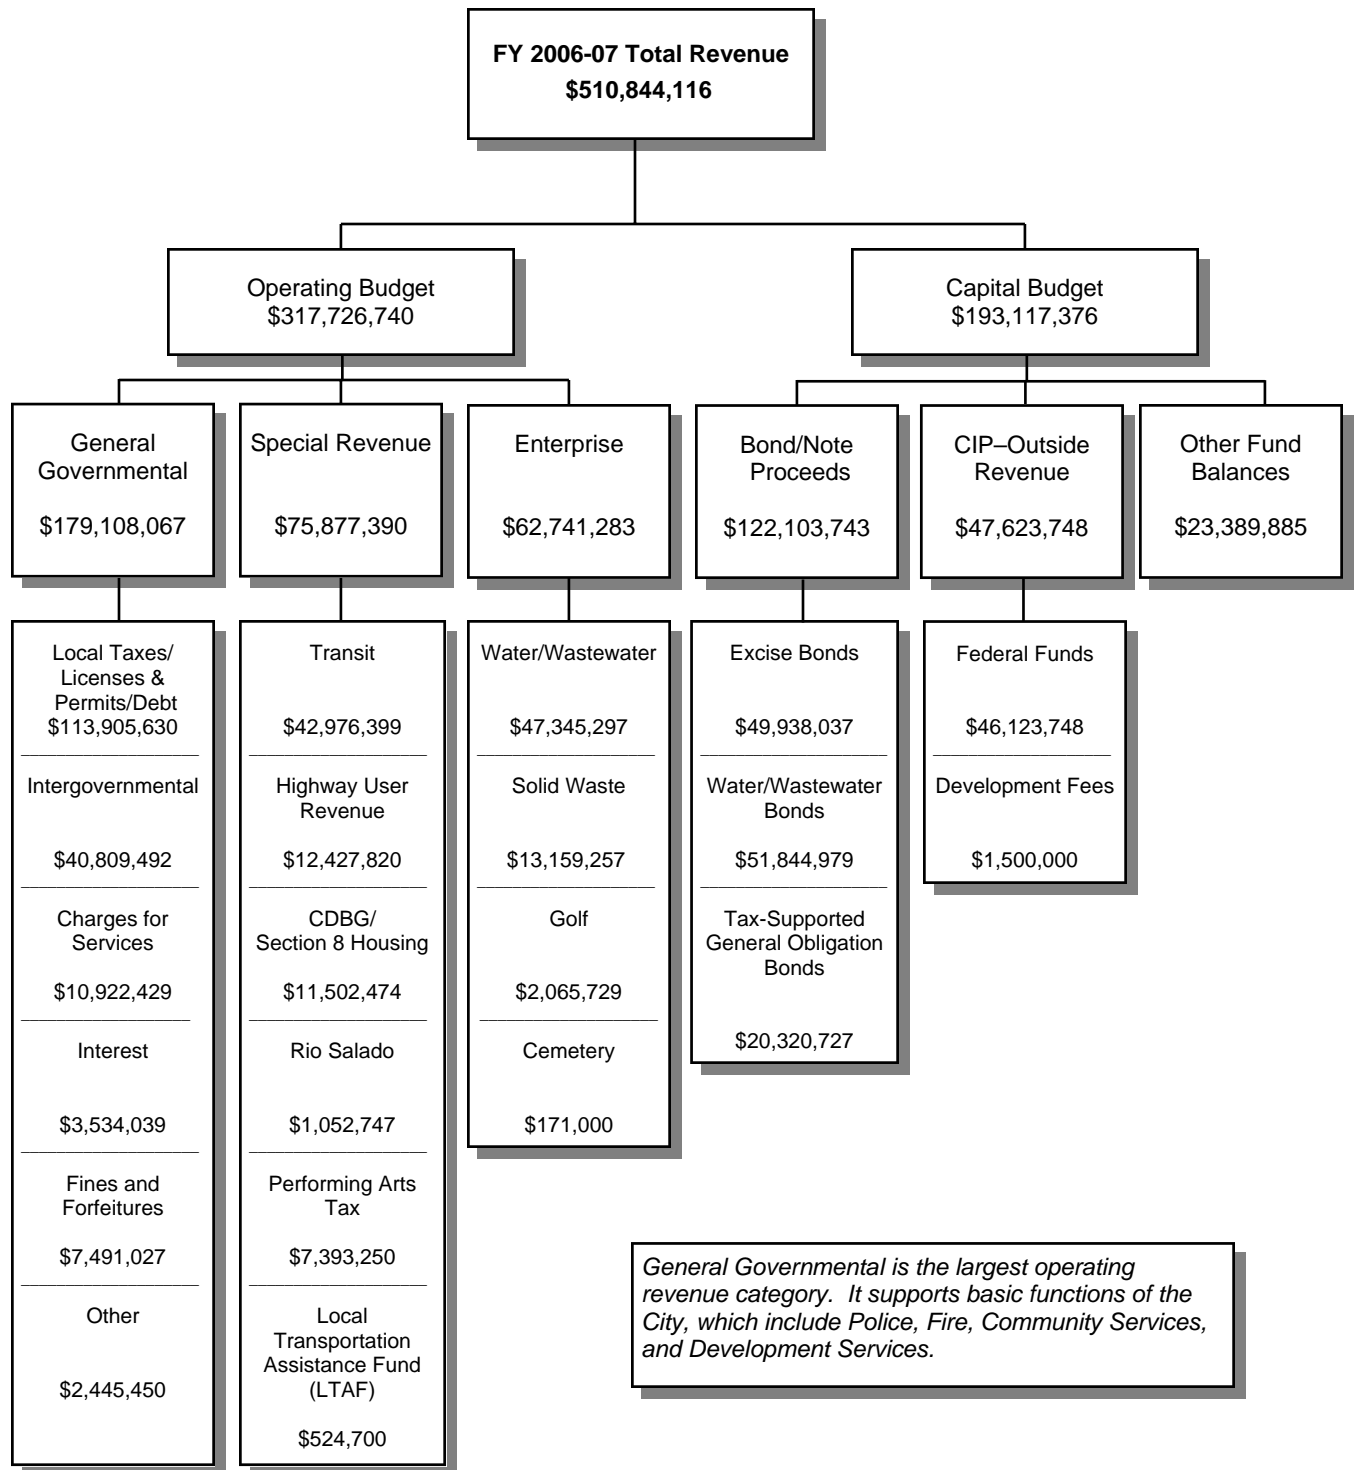 FY 2006-07 Total Revenue
$510,844,116
Operating Budget
$317,726,740
Capital Budget
$193,117,376
General
Governmental
$179,108,067
Special Revenue
$75,877,390
Enterprise
$62,741,283
Bond/Note
Proceeds
$122,103,743
CIP–Outside
Revenue
$47,623,748
Other Fund
Balances
$23,389,885
Local Taxes/
Licenses &
Permits/Debt
$113,905,630
Intergovernmental
$40,809,492
Charges for
Services
$10,922,429
Interest
$3,534,039
Fines and
Forfeitures
$7,491,027
Other
$2,445,450
Transit
$42,976,399
Highway User
Revenue
$12,427,820
CDBG/
Section 8 Housing
$11,502,474
Rio Salado
$1,052,747
Performing Arts
Tax
$7,393,250
Local
Transportation
Assistance Fund
(LTAF)
$524,700
Water/Wastewater
$47,345,297
Solid Waste
$13,159,257
Golf
$2,065,729
Cemetery
$171,000
Excise Bonds
$49,938,037
Water/Wastewater
Bonds
$51,844,979
Tax-Supported
General Obligation
Bonds
$20,320,727
Federal Funds
$46,123,748
Development Fees
$1,500,000
General Governmental is the largest operating
revenue category.  It supports basic functions of the
City, which include Police, Fire, Community Services,
and Development Services.